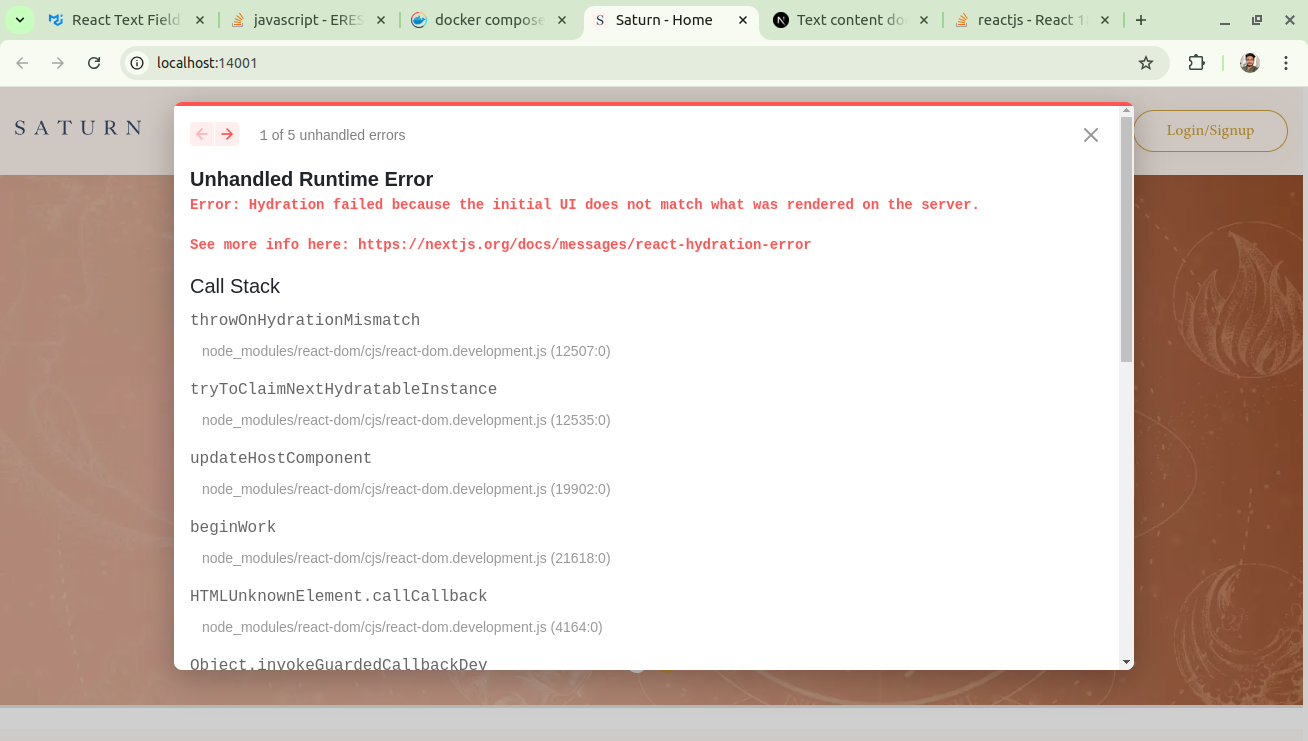 React Text Field
javascript - ERES
docker compose
Saturn - Home
Text content do
reactjs - React 1
localhost:14001
SATURN
Login/Signup
1 of 5 unhandled errors
Unhandled Runtime Error
Error: Hydration failed because the initial UI does not match what was rendered on the server.
See more info here: https://nextjs.org/docs/messages/react-hydration-error
Call Stack
throwOnHydrationMismatch
node_modules/react-dom/cjs/react-dom.development.js (12507:0)
tryToClaimNextHydratableInstance
node_modules/react-dom/cjs/react-dom.development.js (12535:0)
updateHostComponent
node_modules/react-dom/cjs/react-dom.development.js (19902:0)
beginWork
node_modules/react-dom/cjs/react-dom.development.js (21618:0)
HTMLUnknownElement.callCallback
node_modules/react-dom/cjs/react-dom.development.js (4164:0)
Object.invokeGuardedCallbackDev